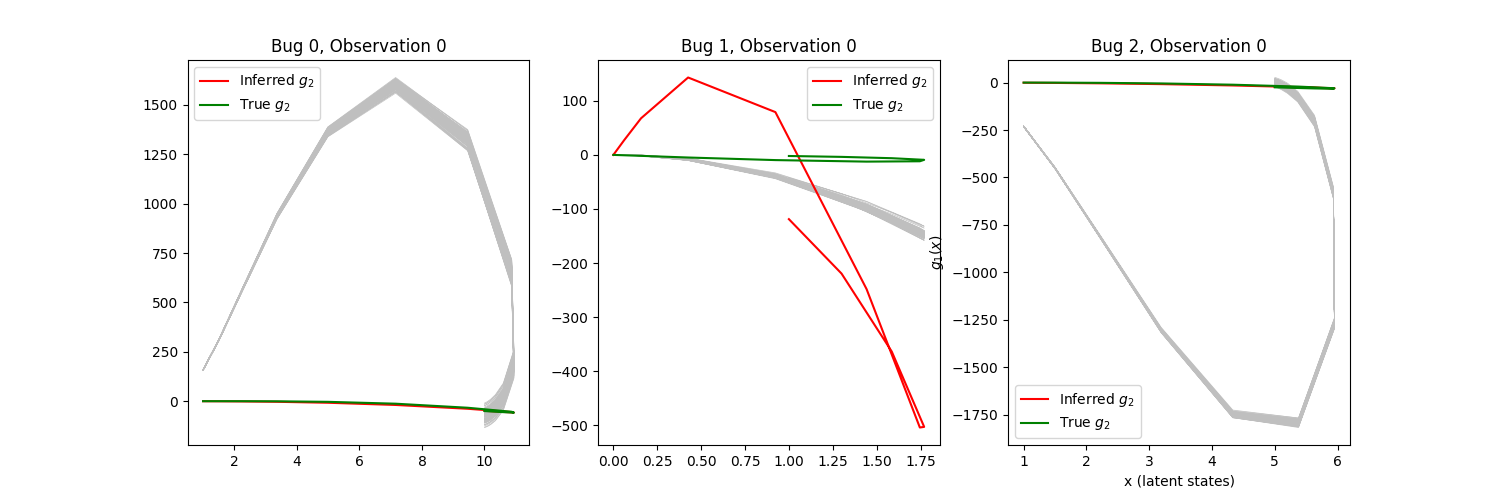 Bug 0, Observation 0
Inferred g₂
True g₂
1500
1250
1000
750
500
250
0
2 4 6 8 10
Bug 1, Observation 0
Inferred g₂
True g₂
100
0
−100
−200
−300
−400
−500
0.00 0.25 0.50 0.75 1.00 1.25 1.50 1.75
Bug 2, Observation 0
g₁(x)
0
−250
−500
−750
−1000
−1250
−1500
−1750
Inferred g₂
True g₂
1 2 3 4 5 6
x (latent states)